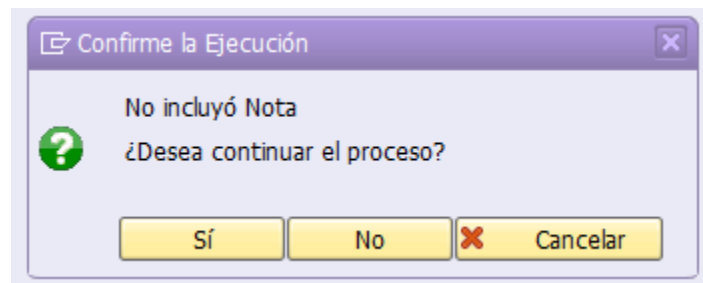 Confirme la Ejecución
No incluyó Nota
¿Desea continuar el proceso?
Sí
No
Cancelar